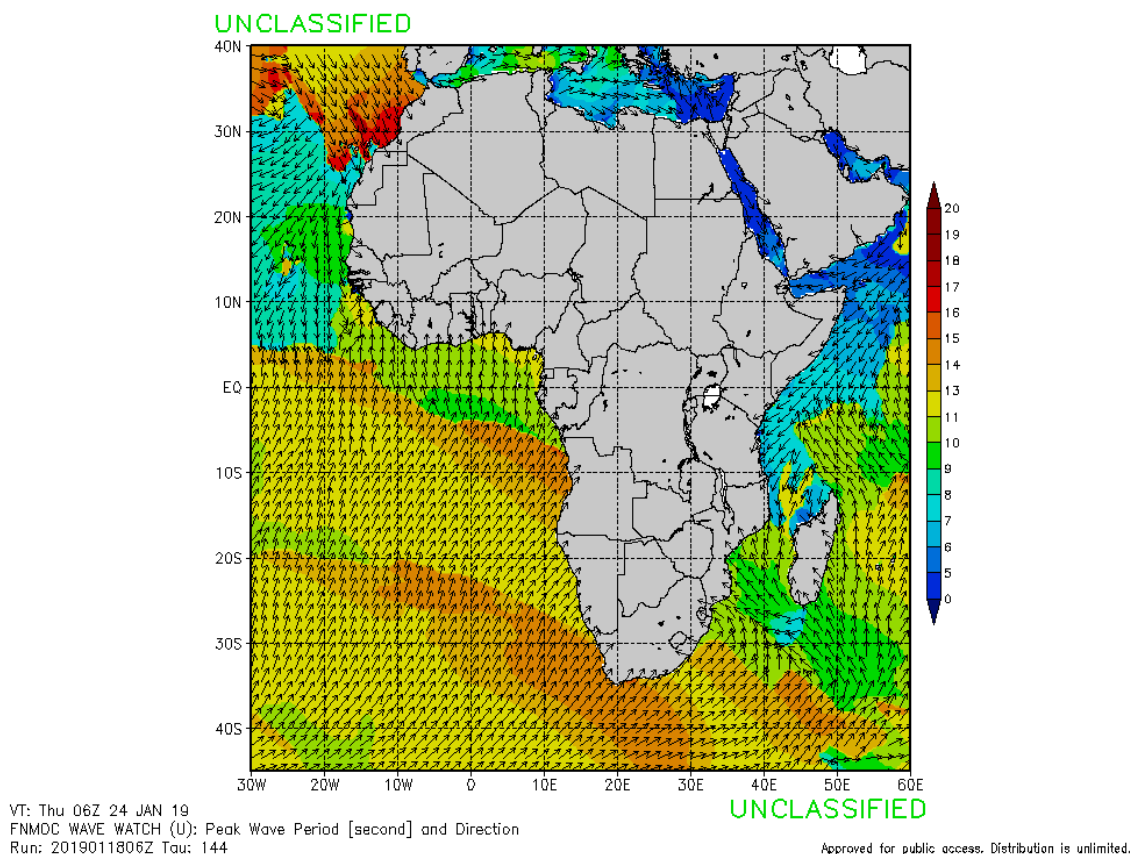 UNCLASSIFIED
40N
30N
20N
10N
EQ
10S
20S
30S
40S
30W 20W 10W 0 10E 20E 30E 40E 50E 60E
20
19
18
17
16
15
14
13
11
10
9
8
7
6
5
0
UNCLASSIFIED
VT: Thu 06Z 24 JAN 19
FNMOC WAVE WATCH (U): Peak Wave Period [second] and Direction
Run: 2019011806Z Tau: 144
Approved for public access. Distribution is unlimited.